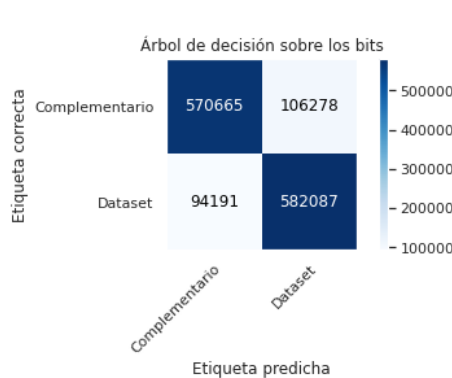 Árbol de decisión sobre los bits
Etiqueta correcta
Complementario
570665 106278
Dataset
94191 582087
500000
400000
300000
200000
100000
Complementario
Dataset
Etiqueta predicha